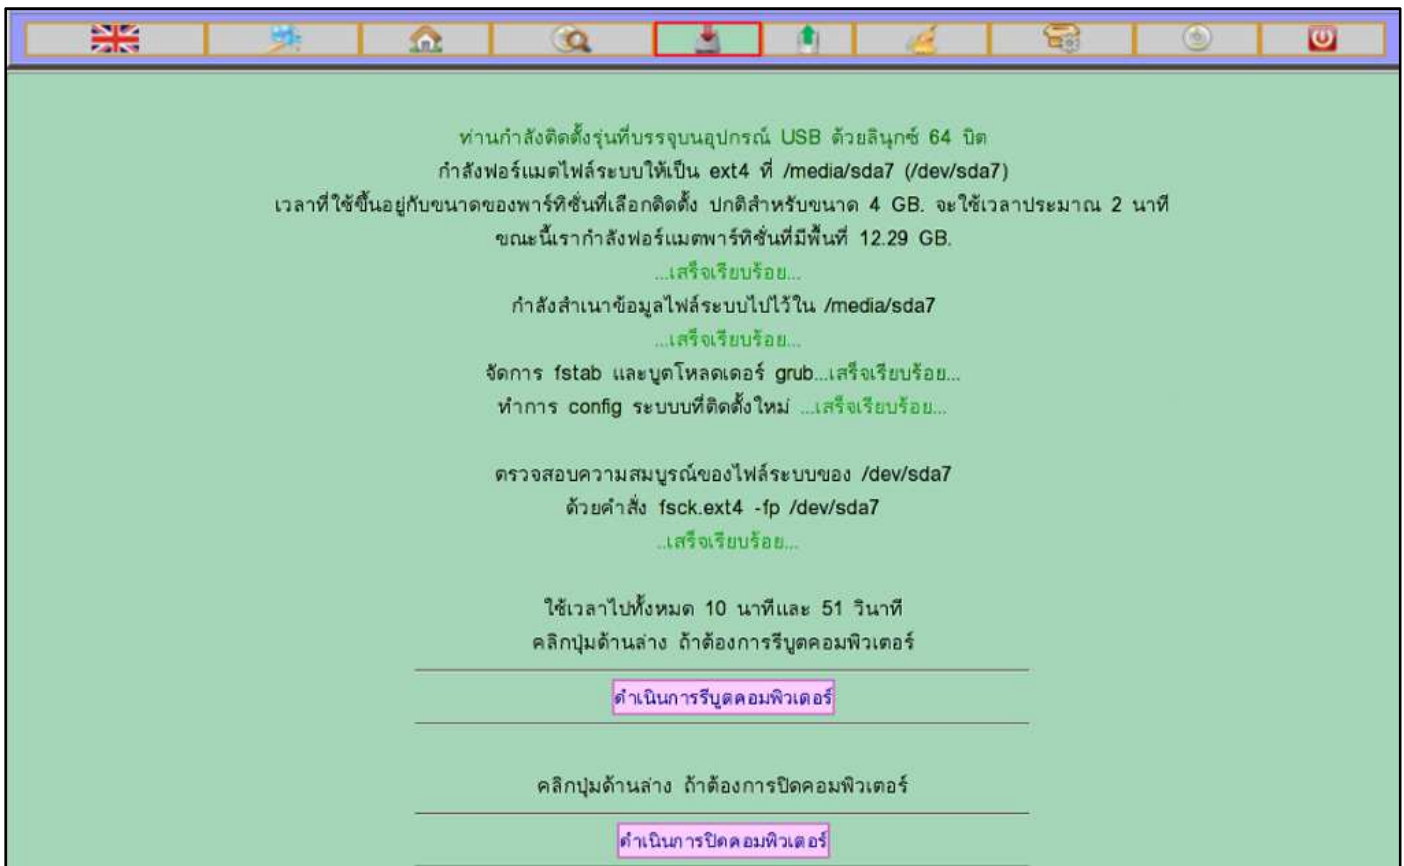 ท่านกำลังติดตั้งรุ่นที่บรรจุบนอุปกรณ์ USB ด้วยลินุกซ์ 64 บิต
กำลังฟอร์แมตไฟล์ระบบให้เป็น ext4 ที่ /media/sda7 (/dev/sda7)
เวลาที่ใช้ขึ้นอยู่กับขนาดของพาร์ทิชั่นที่เลือกติดตั้ง ปกติสำหรับขนาด 4 GB. จะใช้เวลาประมาณ 2 นาที
ขณะนี้เรากำลังฟอร์แมตพาร์ทิชั่นที่มีพื้นที่ 12.29 GB.
...เสร็จเรียบร้อย...
กำลังสำเนาข้อมูลไฟล์ระบบไปไว้ใน /media/sda7
...เสร็จเรียบร้อย...
จัดการ fstab และบูตโหลดเดอร์ grub...เสร็จเรียบร้อย...
ทำการ config ระบบบที่ติดตั้งใหม่ ...เสร็จเรียบร้อย...
ตรวจสอบความสมบูรณ์ของไฟล์ระบบของ /dev/sda7
ด้วยคำสั่ง fsck.ext4 -fp /dev/sda7
..เสร็จเรียบร้อย...
ใช้เวลาไปทั้งหมด 10 นาทีและ 51 วินาที
คลิกปุ่มด้านล่าง ถ้าต้องการรีบูตคอมพิวเตอร์
ดำเนินการรีบูตคอมพิวเตอร์
คลิกปุ่มด้านล่าง ถ้าต้องการปิดคอมพิวเตอร์
ดำเนินการปิดคอมพิวเตอร์